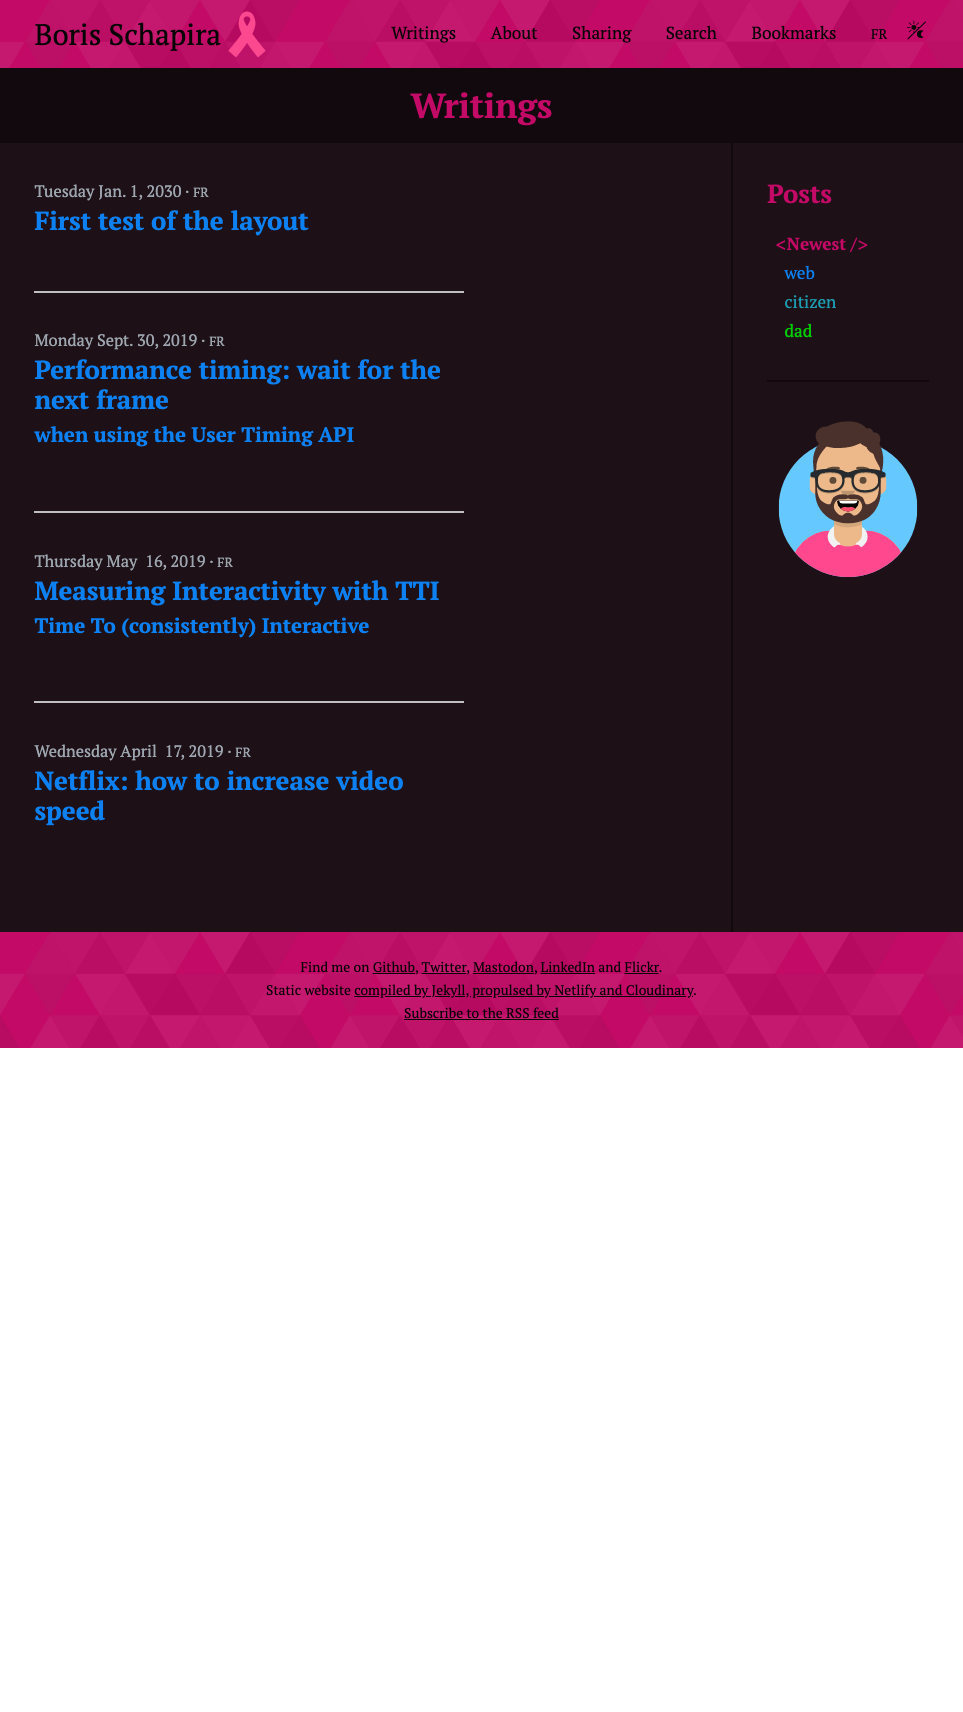 Boris Schapira
Writings About Sharing Search Bookmarks FR
Writings
Tuesday Jan. 1, 2030 · FR
First test of the layout
Monday Sept. 30, 2019 · FR
Performance timing: wait for the
next frame
when using the User Timing API
Thursday May 16, 2019 · FR
Measuring Interactivity with TTI
Time To (consistently) Interactive
Wednesday April 17, 2019 · FR
Netflix: how to increase video
speed
Posts
<Newest />
web
citizen
dad
Find me on Github, Twitter, Mastodon, LinkedIn and Flickr.
Static website compiled by Jekyll, propulsed by Netlify and Cloudinary.
Subscribe to the RSS feed